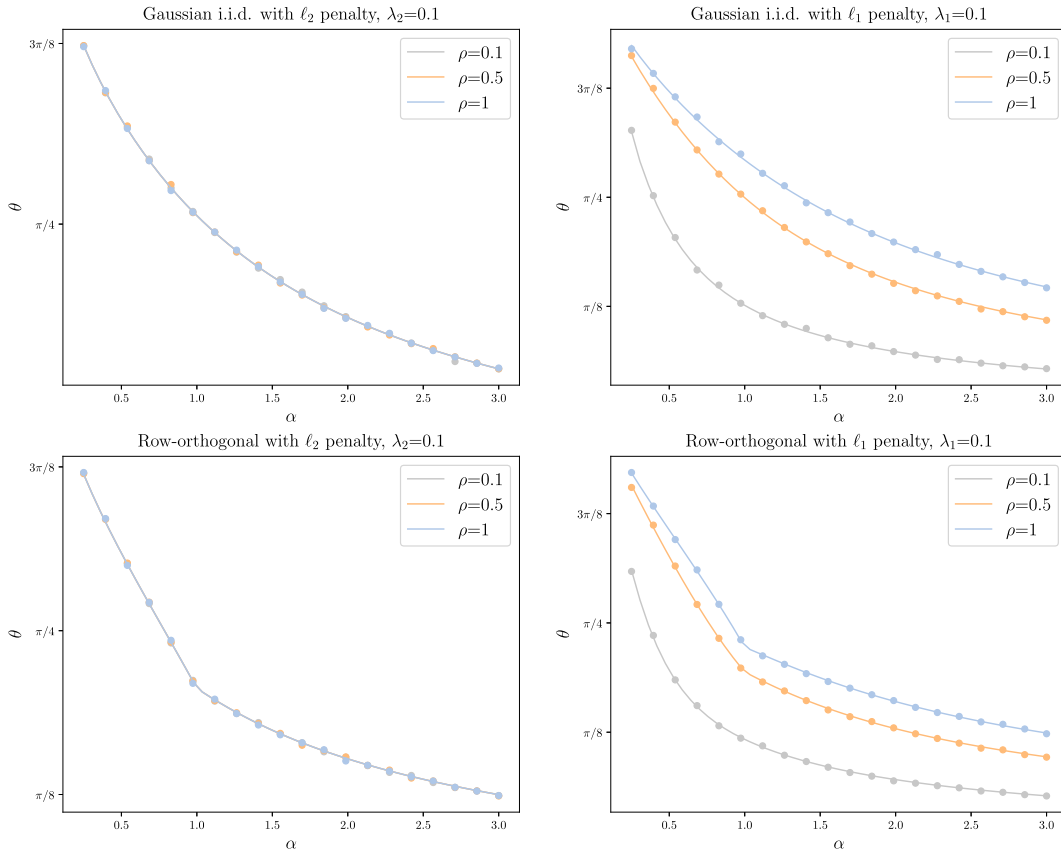 Gaussian i.i.d. with ℓ₂ penalty, λ₂=0.1
3π/8
π/4
θ
ρ=0.1
ρ=0.5
ρ=1
0.5 1.0 1.5 2.0 2.5 3.0
α
Gaussian i.i.d. with ℓ₁ penalty, λ₁=0.1
3π/8
π/4
π/8
θ
ρ=0.1
ρ=0.5
ρ=1
0.5 1.0 1.5 2.0 2.5 3.0
α
Row-orthogonal with ℓ₂ penalty, λ₂=0.1
3π/8
π/4
π/8
θ
ρ=0.1
ρ=0.5
ρ=1
0.5 1.0 1.5 2.0 2.5 3.0
α
Row-orthogonal with ℓ₁ penalty, λ₁=0.1
3π/8
π/4
π/8
θ
ρ=0.1
ρ=0.5
ρ=1
0.5 1.0 1.5 2.0 2.5 3.0
α